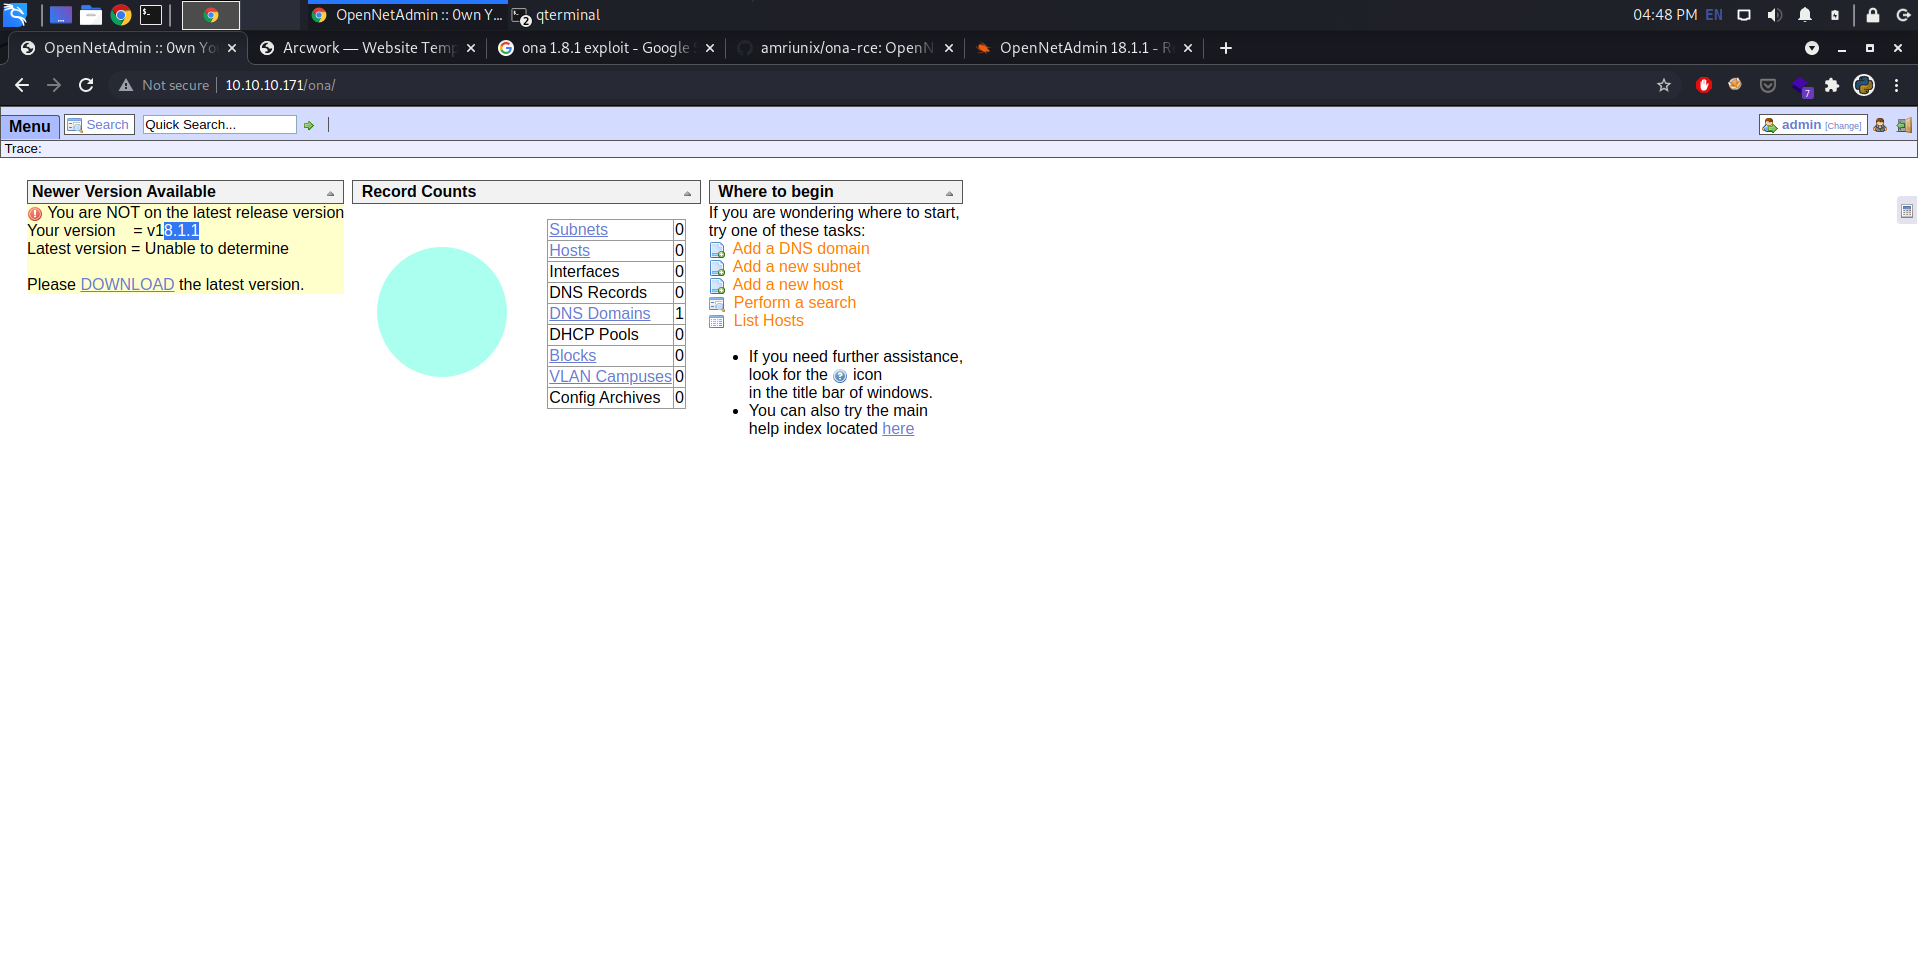 OpenNetAdmin :: 0wn Y...
2 qterminal
04:48 PM EN
OpenNetAdmin :: 0wn Yo
Arcwork — Website Temp
ona 1.8.1 exploit - Google
amriunix/ona-rce: OpenN
OpenNetAdmin 18.1.1 - R
Not secure 10.10.10.171/ona/
7
Menu Search Quick Search... admin [Change]
Trace:
Newer Version Available
You are NOT on the latest release version
Your version = v18.1.1
Latest version = Unable to determine
Please DOWNLOAD the latest version.
Record Counts
Subnets 0
Hosts 0
Interfaces 0
DNS Records 0
DNS Domains 1
DHCP Pools 0
Blocks 0
VLAN Campuses 0
Config Archives 0
Where to begin
If you are wondering where to start,
try one of these tasks:
Add a DNS domain
Add a new subnet
Add a new host
Perform a search
List Hosts
• If you need further assistance,
look for the ? icon
in the title bar of windows.
• You can also try the main
help index located here